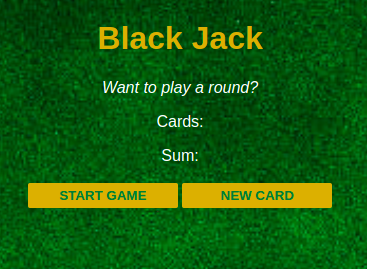 Black Jack
Want to play a round?
Cards:
Sum:
START GAME NEW CARD